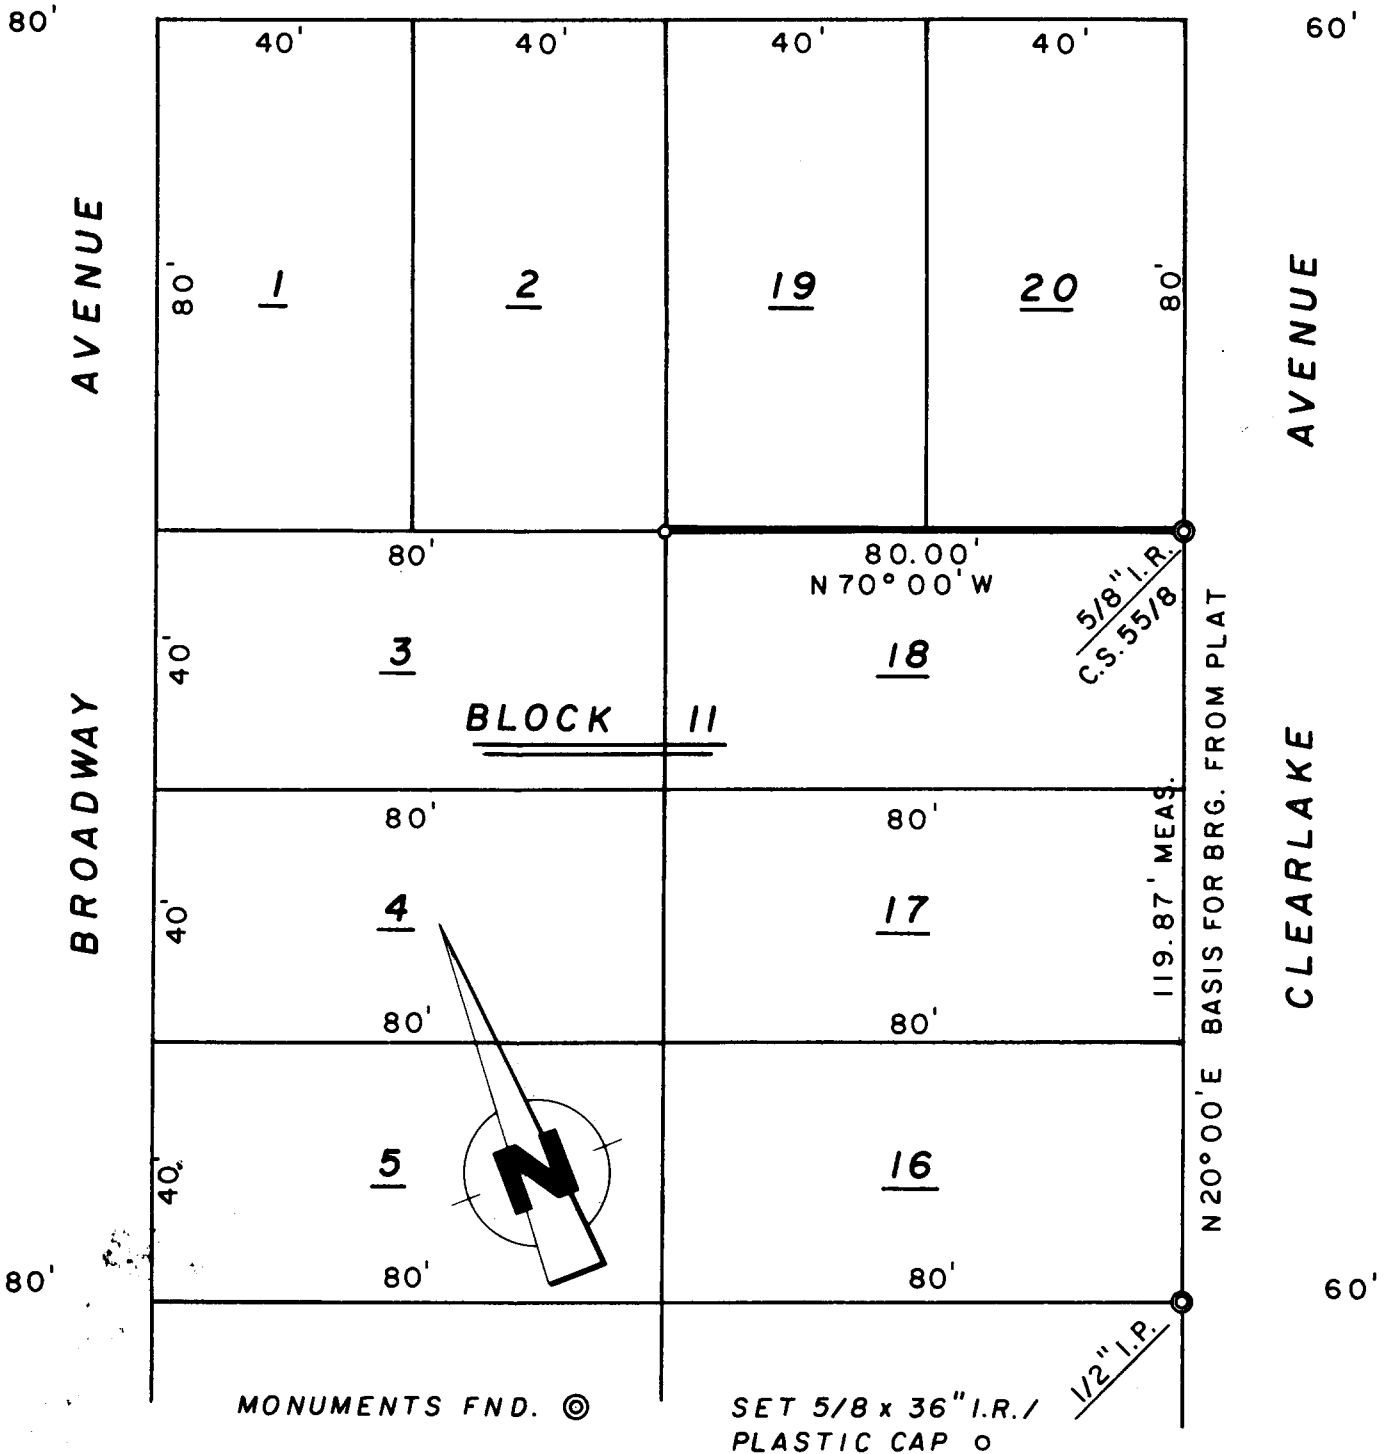 80'
60'
40'
40'
40'
40'
AVENUE
80'
1
2
19
20
80'
AVENUE
80'
80.00'
N 70° 00' W
5/8" I.R.
C.S. 55/8
40'
3
18
BLOCK 11
BROADWAY
CLEARLAKE
80'
80'
119.87' MEAS.
N 20° 00' E BASIS FOR BRG. FROM PLAT
40'
4
17
80'
80'
40'
5
N
16
80'
80'
80'
60'
1/2" I.P.
MONUMENTS FND.
SET 5/8 x 36" I.R./
PLASTIC CAP